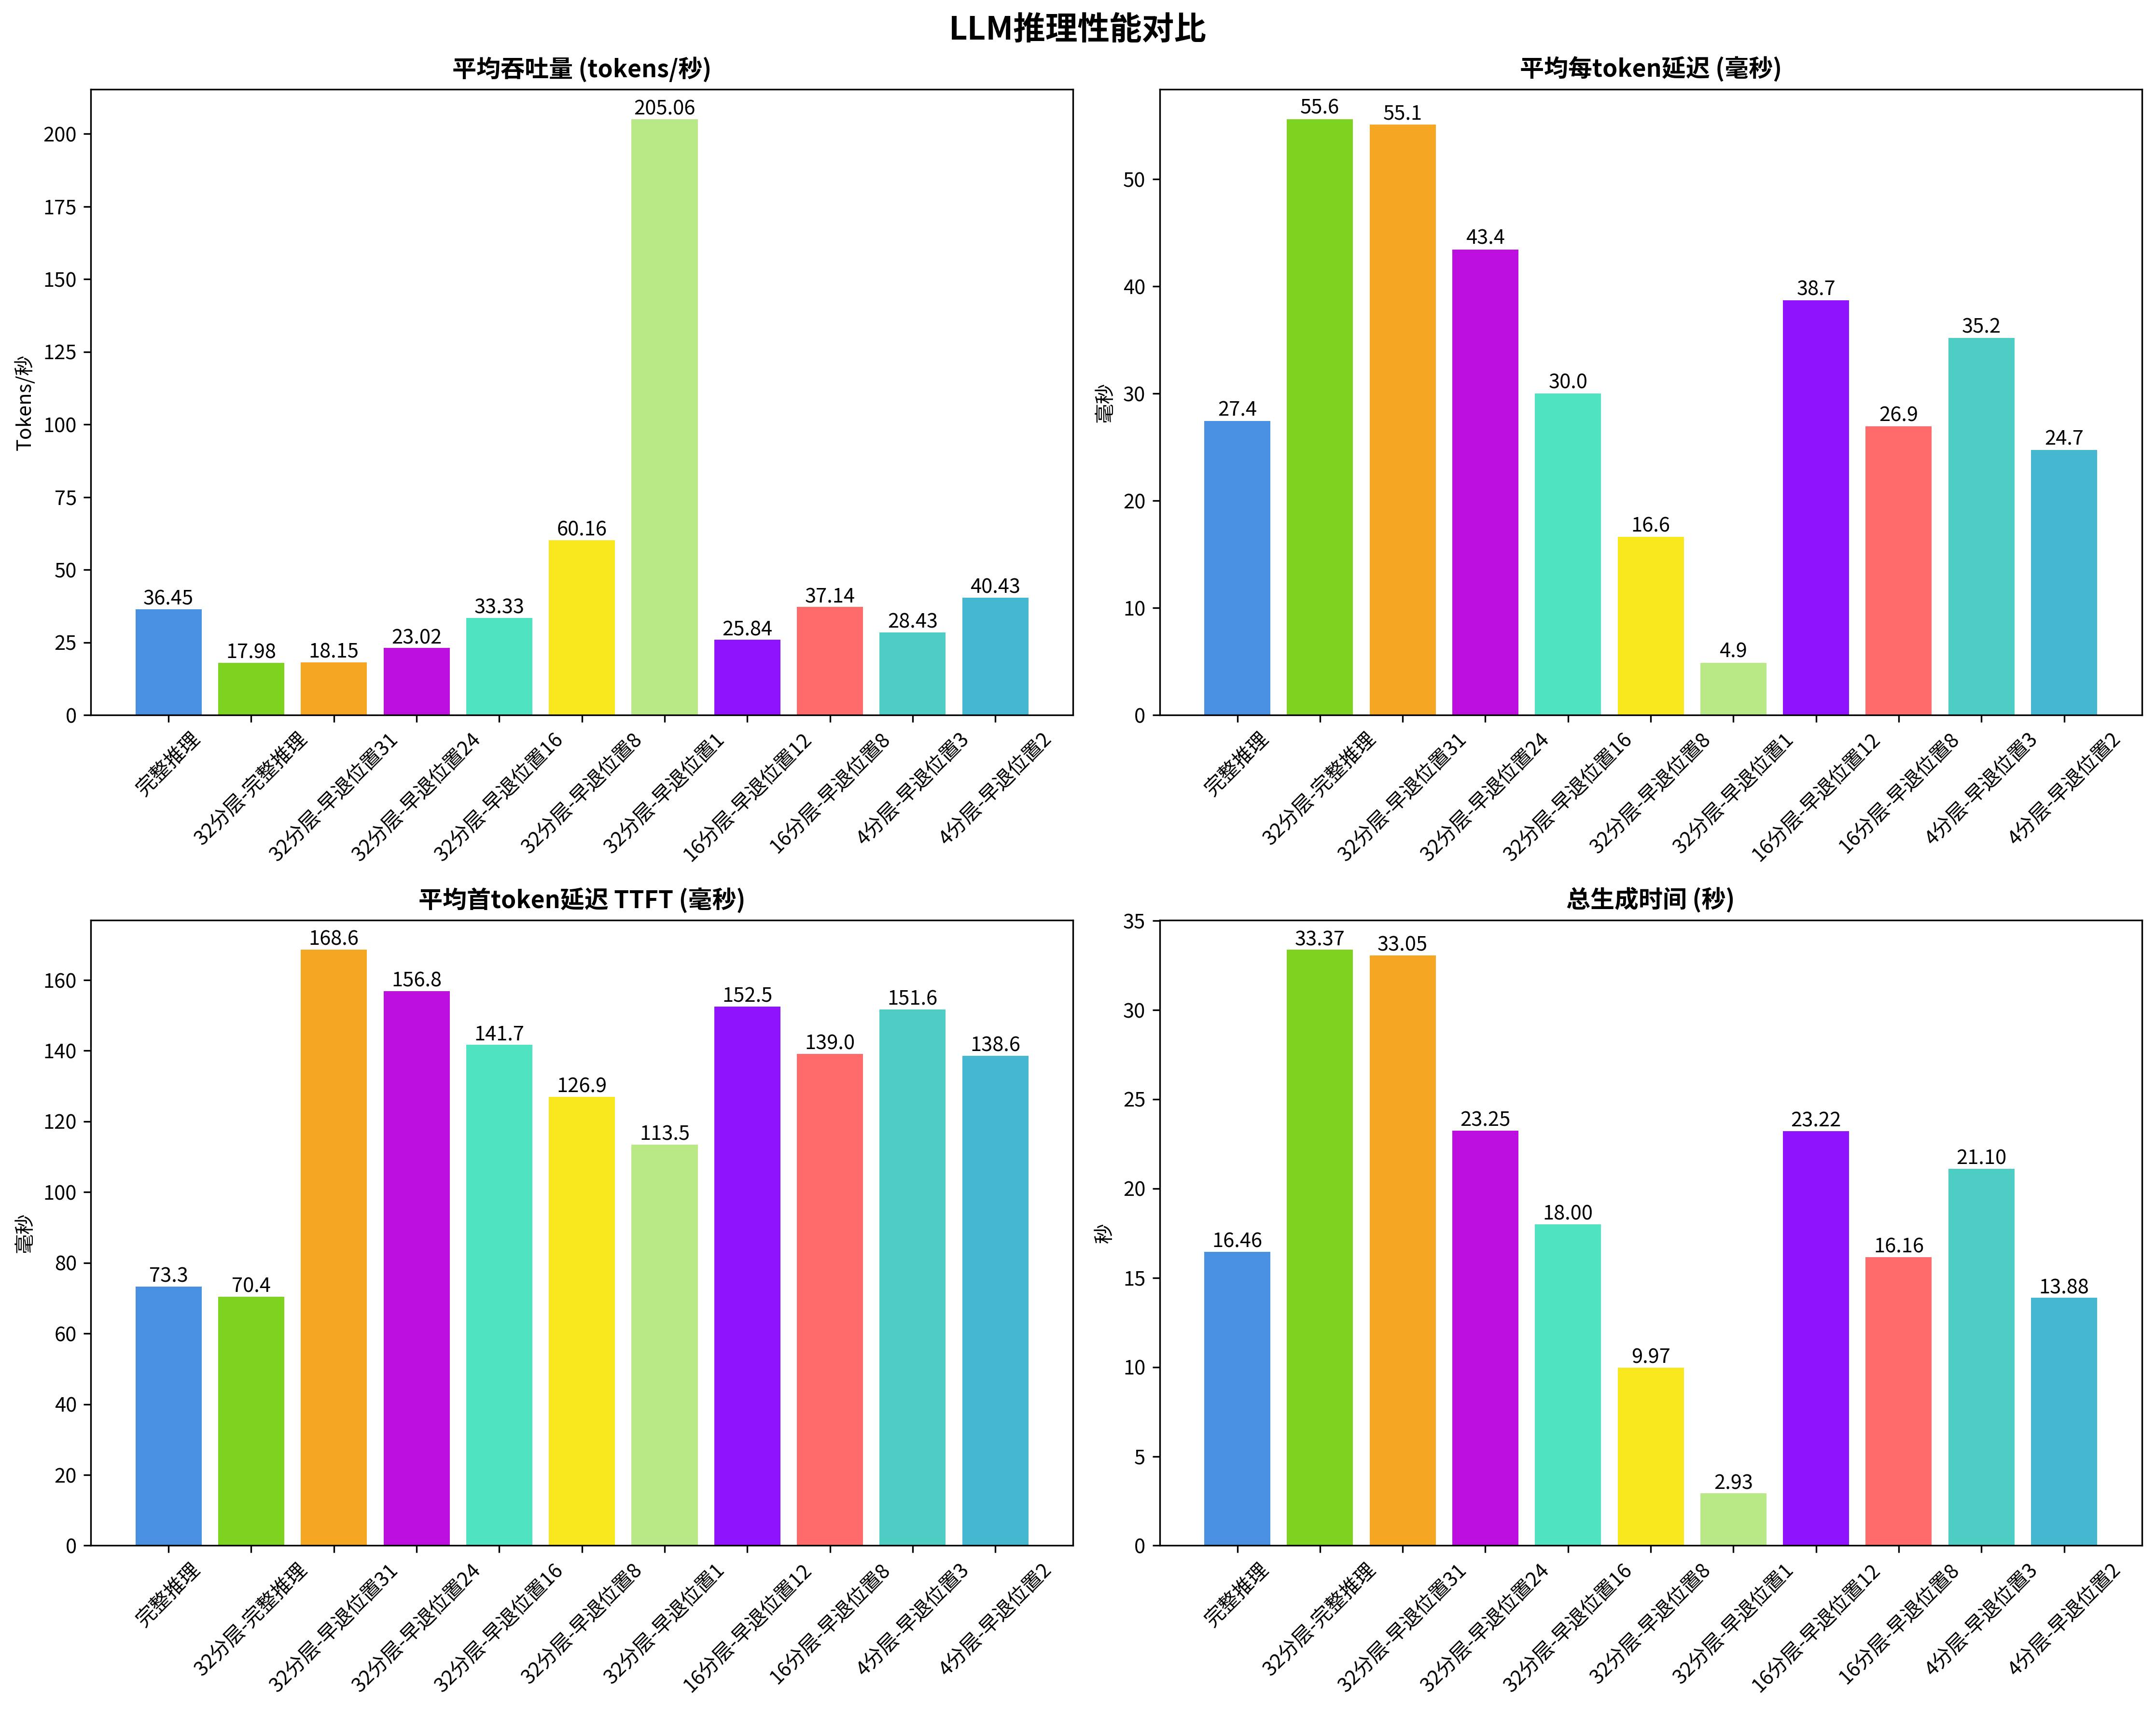 LLM推理性能对比
平均吞吐量 (tokens/秒)
Tokens/秒
200
175
150
125
100
75
50
25
0
36.45
17.98
18.15
23.02
33.33
60.16
205.06
25.84
37.14
28.43
40.43
完整推理
32分层-完整推理
32分层-早退位置31
32分层-早退位置24
32分层-早退位置16
32分层-早退位置8
32分层-早退位置1
16分层-早退位置12
16分层-早退位置8
4分层-早退位置3
4分层-早退位置2
平均每token延迟 (毫秒)
毫秒
50
40
30
20
10
0
27.4
55.6
55.1
43.4
30.0
16.6
4.9
38.7
26.9
35.2
24.7
完整推理
32分层-完整推理
32分层-早退位置31
32分层-早退位置24
32分层-早退位置16
32分层-早退位置8
32分层-早退位置1
16分层-早退位置12
16分层-早退位置8
4分层-早退位置3
4分层-早退位置2
平均首token延迟 TTFT (毫秒)
毫秒
160
140
120
100
80
60
40
20
0
73.3
70.4
168.6
156.8
141.7
126.9
113.5
152.5
139.0
151.6
138.6
完整推理
32分层-完整推理
32分层-早退位置31
32分层-早退位置24
32分层-早退位置16
32分层-早退位置8
32分层-早退位置1
16分层-早退位置12
16分层-早退位置8
4分层-早退位置3
4分层-早退位置2
总生成时间 (秒)
秒
35
30
25
20
15
10
5
0
16.46
33.37
33.05
23.25
18.00
9.97
2.93
23.22
16.16
21.10
13.88
完整推理
32分层-完整推理
32分层-早退位置31
32分层-早退位置24
32分层-早退位置16
32分层-早退位置8
32分层-早退位置1
16分层-早退位置12
16分层-早退位置8
4分层-早退位置3
4分层-早退位置2